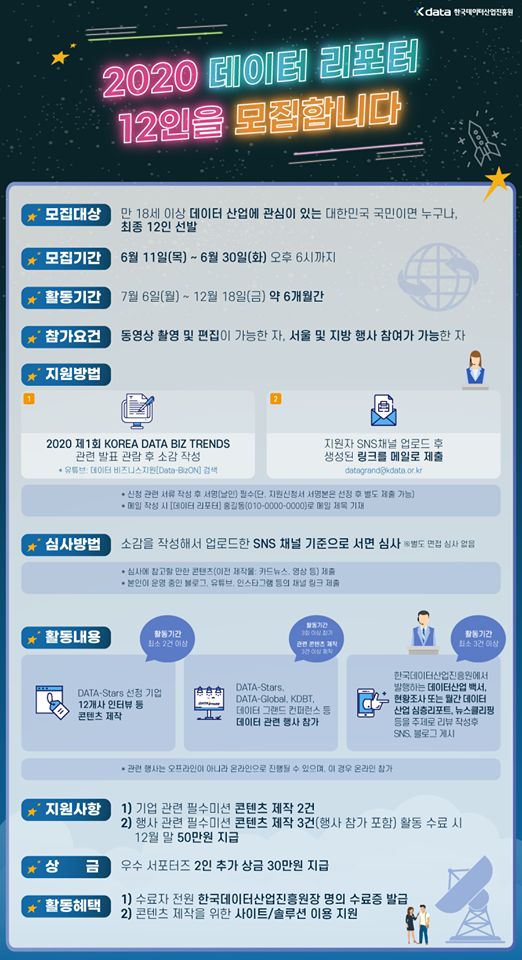 Kdata 한국데이터산업진흥원
2020 데이터 리포터
12인을 모집합니다
모집대상
만 18세 이상 데이터 산업에 관심이 있는 대한민국 국민이면 누구나,
최종 12인 선발
모집기간
6월 11일(목) ~ 6월 30일(화) 오후 6시까지
활동기간
7월 6일(월) ~ 12월 18일(금) 약 6개월간
참가요건
동영상 촬영 및 편집이 가능한 자, 서울 및 지방 행사 참여가 가능한 자
지원방법
1
2020 제1회 KOREA DATA BIZ TRENDS
관련 발표 관람 후 소감 작성
* 유튜브: 데이터 비즈니스지원[Data-BizON] 검색
2
지원자 SNS채널 업로드 후
생성된 링크를 메일로 제출
datagrand@kdata.or.kr
* 신청 관련 서류 작성 후 서명(날인) 필수(단, 지원신청서 서명본은 선정 후 별도 제출 가능)
* 메일 작성 시 [데이터 리포터] 홍길동(010-0000-0000)로 메일 제목 기재
심사방법
소감을 작성해서 업로드한 SNS 채널 기준으로 서면 심사 ※별도 면접 심사 없음
* 심사에 참고할 만한 콘텐츠(이전 제작물: 카드뉴스, 영상 등) 제출
* 본인이 운영 중인 블로그, 유튜브, 인스타그램 등의 채널 링크 제출
활동내용
활동기간
최소 2건 이상
DATA-Stars 선정 기업
12개사 인터뷰 등
콘텐츠 제작
활동기간
3회 이상 참가
관련 콘텐츠 제작
3건 이상 제작
DATA-Stars,
DATA-Global, KDBT,
데이터 그랜드 컨퍼런스 등
데이터 관련 행사 참가
활동기간
최소 3건 이상
한국데이터산업진흥원에서
발행하는 데이터산업 백서,
현황조사 또는 월간 데이터
산업 심층리포트, 뉴스클리핑
등을 주제로 리뷰 작성후
SNS, 블로그 게시
* 관련 행사는 오프라인이 아니라 온라인으로 진행될 수 있으며, 이 경우 온라인 참가
지원사항
1) 기업 관련 필수미션 콘텐츠 제작 2건
2) 행사 관련 필수미션 콘텐츠 제작 3건(행사 참가 포함) 활동 수료 시
12월 말 50만원 지급
상 금
우수 서포터즈 2인 추가 상금 30만원 지급
활동혜택
1) 수료자 전원 한국데이터산업진흥원장 명의 수료증 발급
2) 콘텐츠 제작을 위한 사이트/솔루션 이용 지원